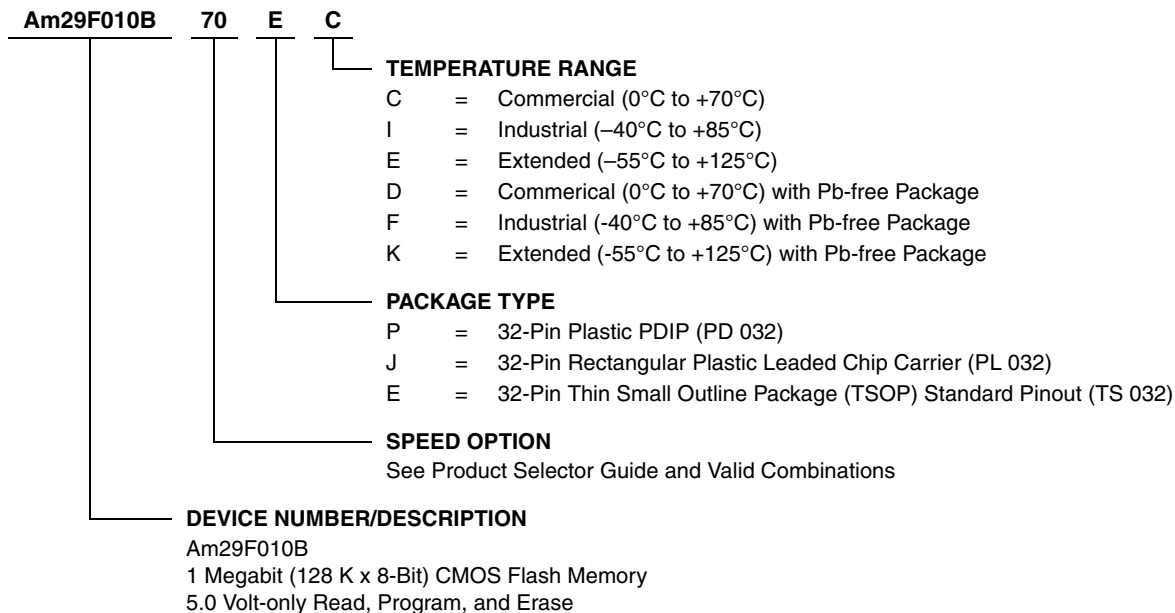 Am29F010B 70 E C
TEMPERATURE RANGE
C = Commercial (0°C to +70°C)
I = Industrial (–40°C to +85°C)
E = Extended (–55°C to +125°C)
D = Commerical (0°C to +70°C) with Pb-free Package
F = Industrial (-40°C to +85°C) with Pb-free Package
K = Extended (-55°C to +125°C) with Pb-free Package
PACKAGE TYPE
P = 32-Pin Plastic PDIP (PD 032)
J = 32-Pin Rectangular Plastic Leaded Chip Carrier (PL 032)
E = 32-Pin Thin Small Outline Package (TSOP) Standard Pinout (TS 032)
SPEED OPTION
See Product Selector Guide and Valid Combinations
DEVICE NUMBER/DESCRIPTION
Am29F010B
1 Megabit (128 K x 8-Bit) CMOS Flash Memory
5.0 Volt-only Read, Program, and Erase